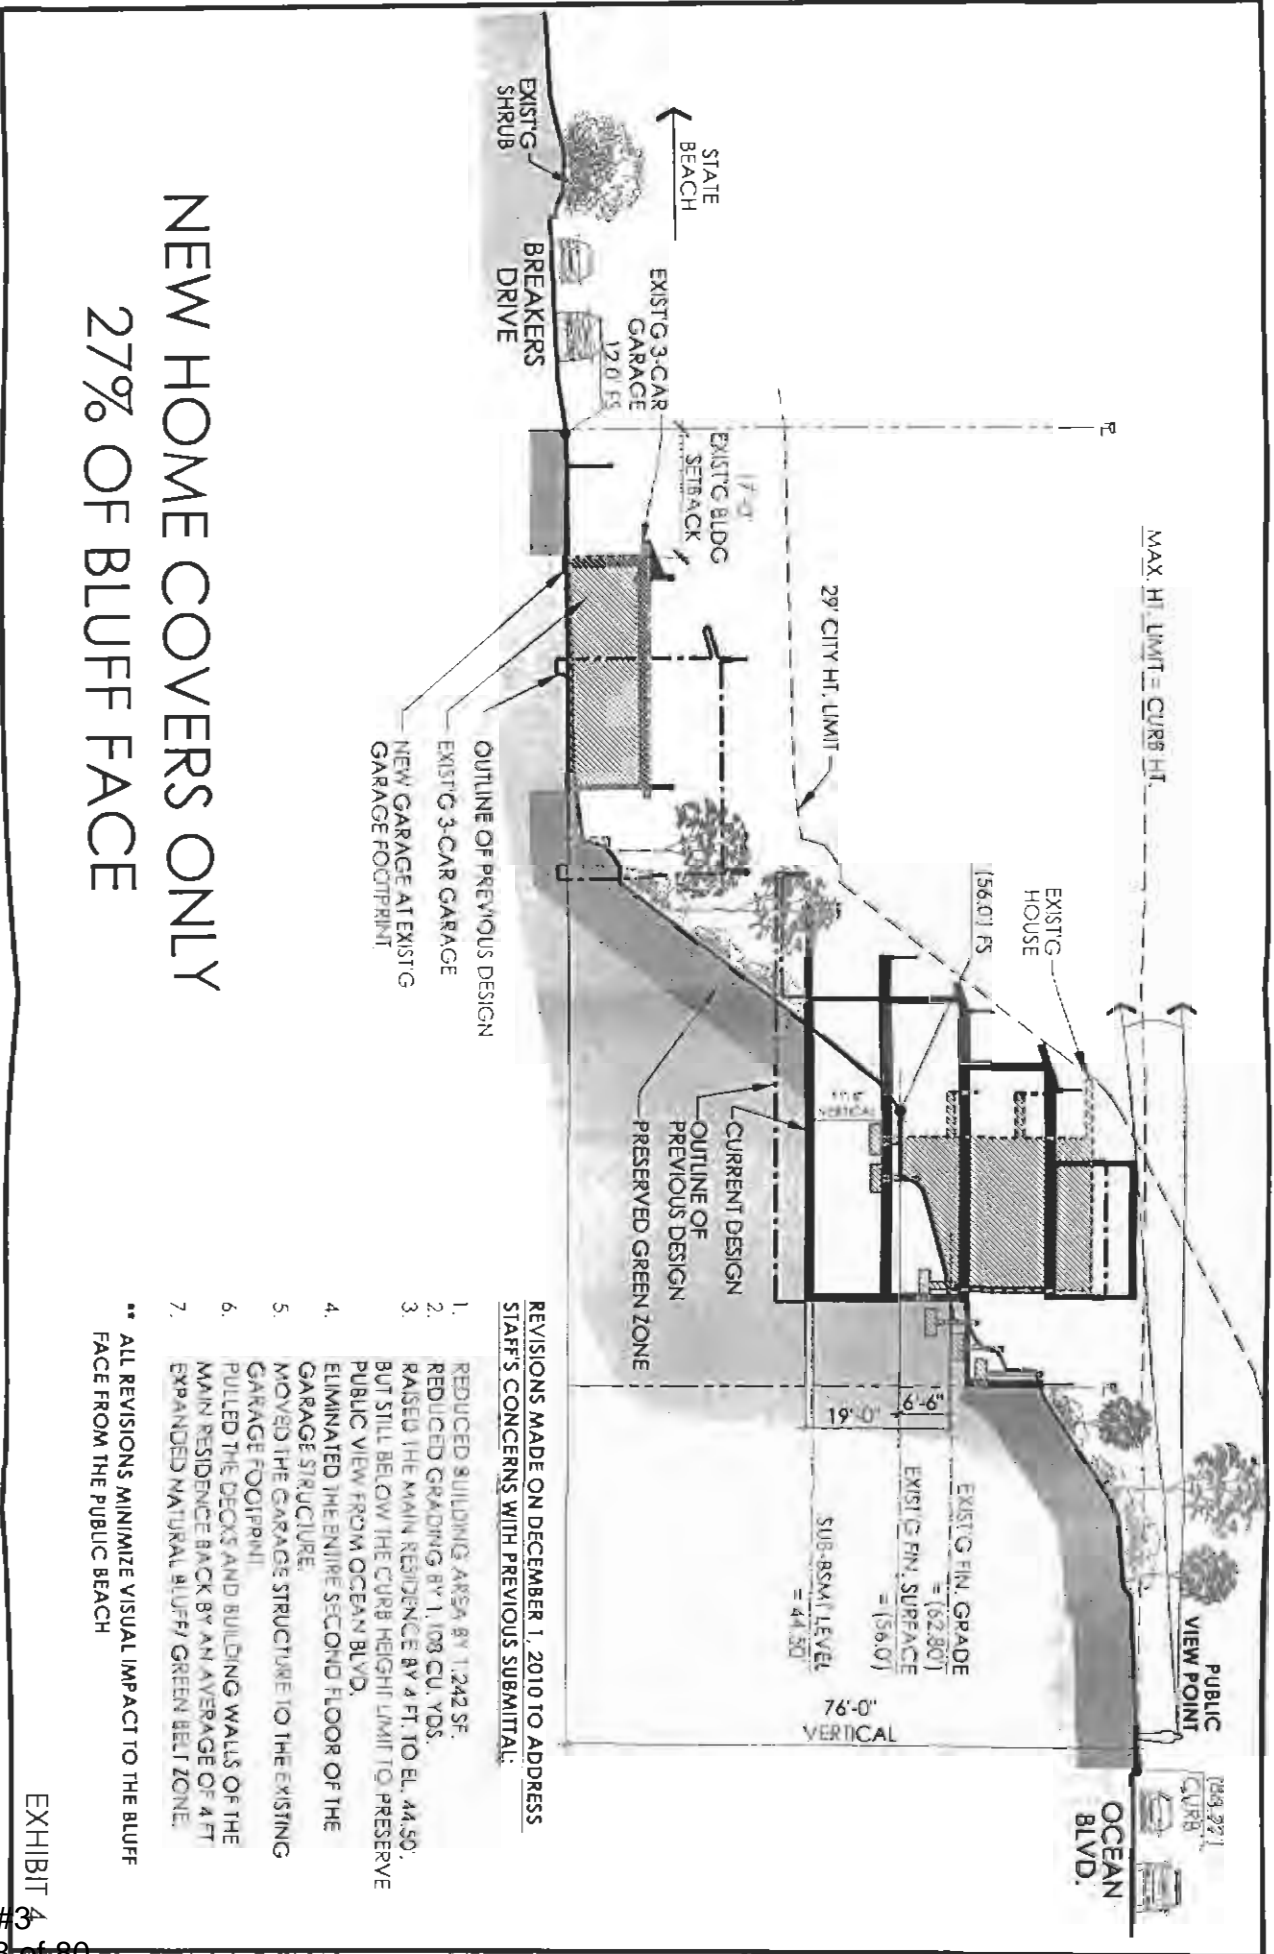 STATE
BEACH
EXIST'G
SHRUB
BREAKERS
DRIVE
EXIST'G 3-CAR
GARAGE
12.0' FS
17'-0"
EXIST'G BLDG
SETBACK
29' CITY HT. LIMIT
MAX. HT. LIMIT = CURB HT.
(56.0') FS
EXIST'G
HOUSE
VERTICAL
OUTLINE OF PREVIOUS DESIGN
EXIST'G 3-CAR GARAGE
NEW GARAGE AT EXIST'G
GARAGE FOOTPRINT
CURRENT DESIGN
OUTLINE OF
PREVIOUS DESIGN
PRESERVED GREEN ZONE
6'-6"
19'-0"
EXIST'G FIN. GRADE
= (62.80')
EXIST'G FIN. SURFACE
= (56.0')
SUB-BSMT LEVEL
= 44.50'
76'-0"
VERTICAL
PUBLIC
VIEW POINT
CURB
OCEAN
BLVD.
NEW HOME COVERS ONLY
27% OF BLUFF FACE
REVISIONS MADE ON DECEMBER 1, 2010 TO ADDRESS
STAFF'S CONCERNS WITH PREVIOUS SUBMITTAL:
1. REDUCED BUILDING AREA BY 1,242 SF.
2. REDUCED GRADING BY 1,108 CU. YDS.
3. RAISED THE MAIN RESIDENCE BY 4 FT. TO EL. 44.50',
BUT STILL BELOW THE CURB HEIGHT LIMIT TO PRESERVE
PUBLIC VIEW FROM OCEAN BLVD.
4. ELIMINATED THE ENTIRE SECOND FLOOR OF THE
GARAGE STRUCTURE.
5. MOVED THE GARAGE STRUCTURE TO THE EXISTING
GARAGE FOOTPRINT
6. PULLED THE DECKS AND BUILDING WALLS OF THE
MAIN RESIDENCE BACK BY AN AVERAGE OF 4 FT
7. EXPANDED NATURAL BLUFF/ GREEN BELT ZONE.
** ALL REVISIONS MINIMIZE VISUAL IMPACT TO THE BLUFF
FACE FROM THE PUBLIC BEACH
EXHIBIT 4
#3
of 80